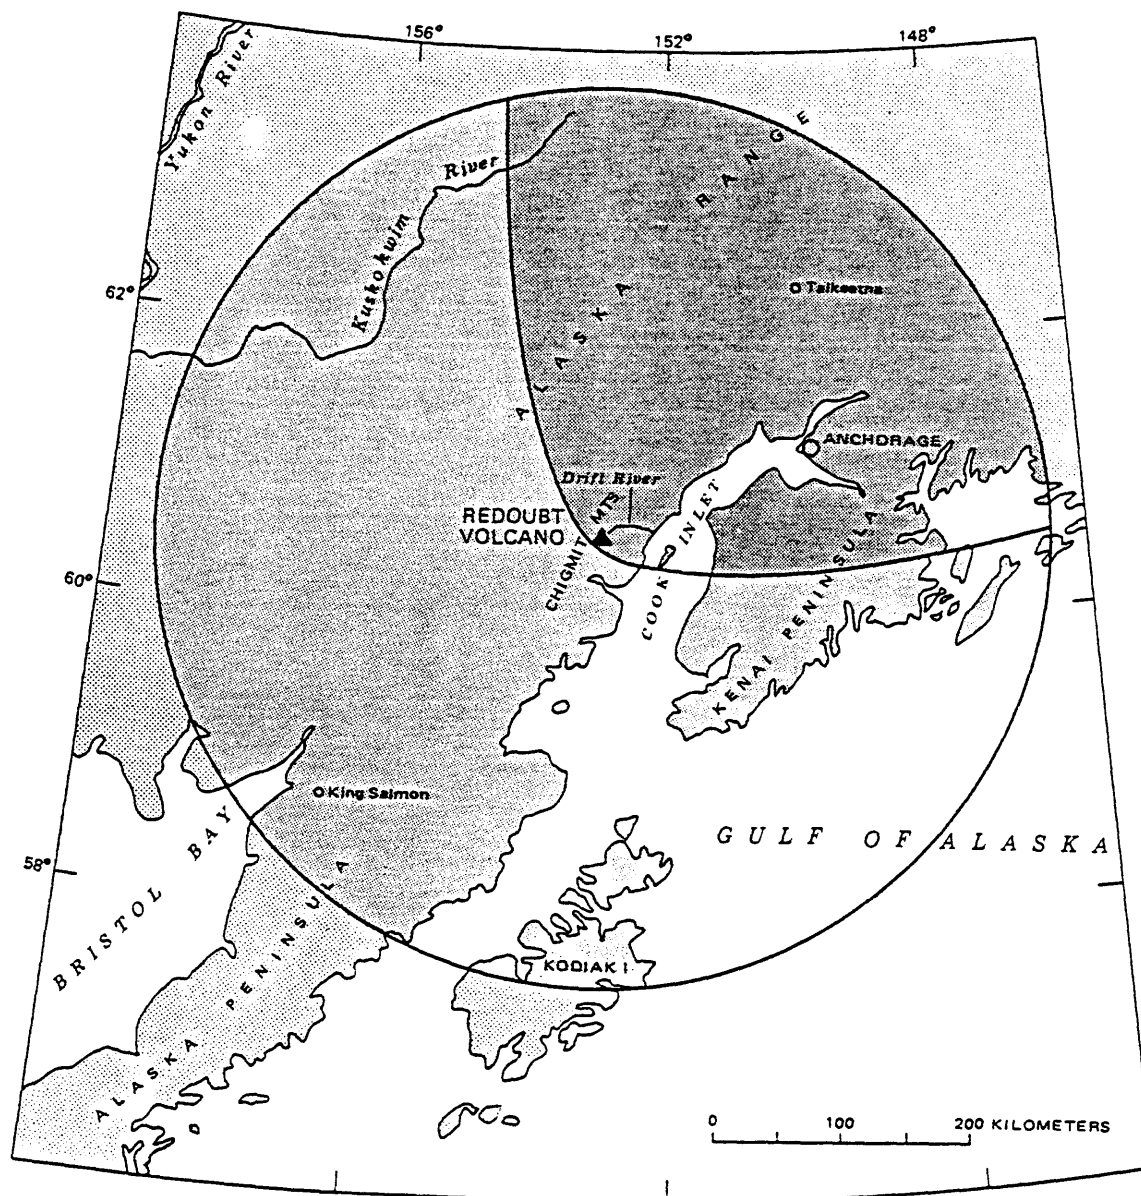 156°
152°
148°
Yukon River
River
Kuskokwim
ALASKA RANGE
62°
Talkeetna
ANCHORAGE
Drift River
REDOUBT
VOLCANO
CHIGMIT MTS
COOK INLET
KENAI PENINSULA
60°
King Salmon
GULF OF ALASKA
58°
BRISTOL BAY
ALASKA PENINSULA
KODIAK I
0 100 200 KILOMETERS